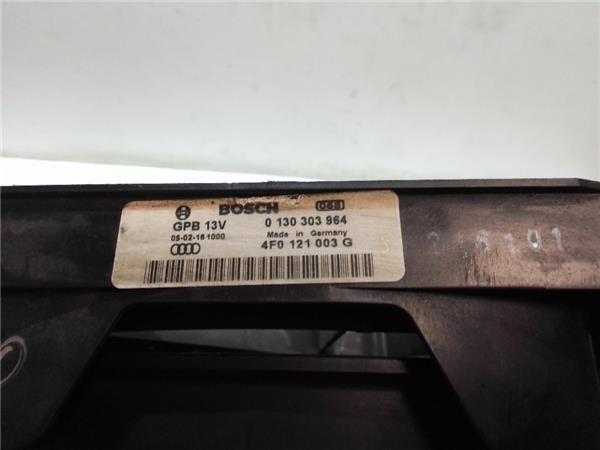 BOSCH
GPB 13V 0 130 303 964
05-02-16 1000 Made in Germany
4F0 121 003 G